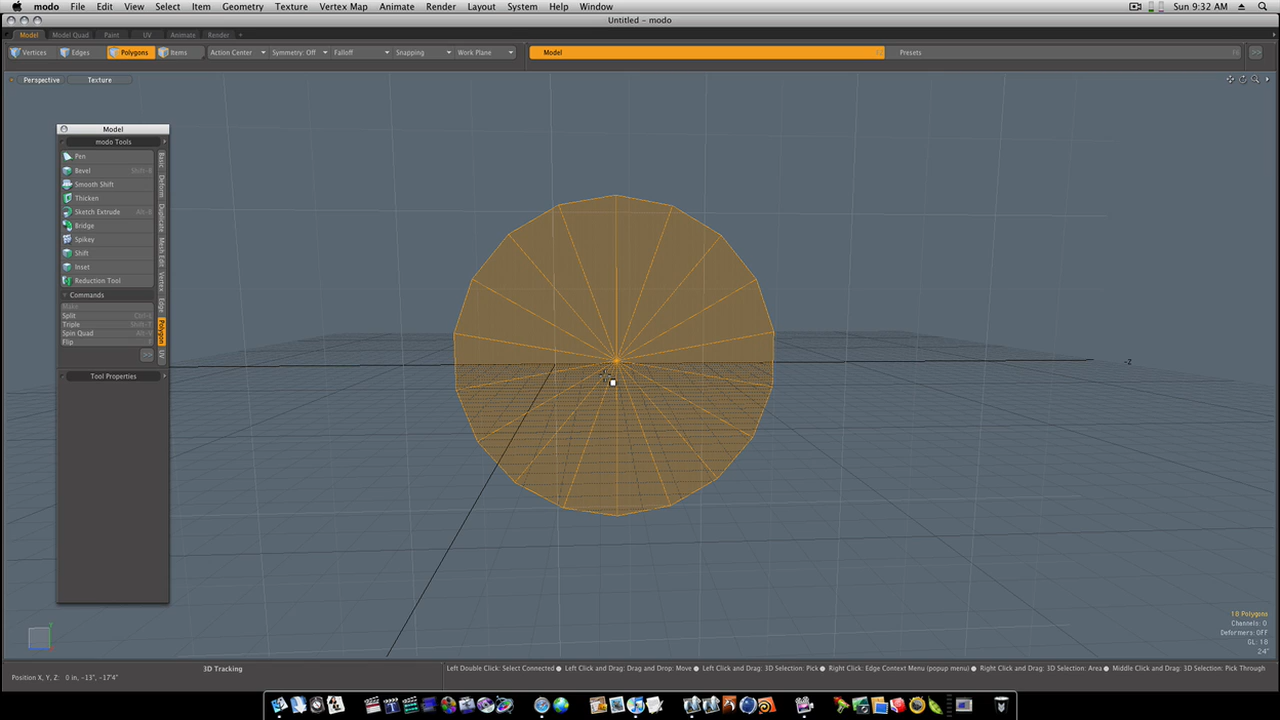 modo File Edit View Select Item Geometry Texture Vertex Map Animate Render Layout System Help Window Sun 9:32 AM
Untitled – modo
Model Model Quad Paint UV Animate Render +
Vertices Edges Polygons Items Action Center Symmetry: Off Falloff Snapping Work Plane Model Presets >>
Perspective Texture
Model
modo Tools
Pen
Bevel Shift-B
Smooth Shift
Thicken
Sketch Extrude Alt-B
Bridge
Spikey
Shift
Inset
Reduction Tool
Commands
Make
Split Ctrl-L
Triple Shift-T
Spin Quad Alt-V
Flip F
>>
Basic
Deform
Duplicate
Mesh Edit
Vertex
Edge
Polygon
UV
Tool Properties
-Z
18 Polygons
Channels: 0
Deformers: OFF
GL: 18
24"
3D Tracking
Left Double Click: Select Connected ● Left Click and Drag: Drag and Drop: Move ● Left Click and Drag: 3D Selection: Pick ● Right Click: Edge Context Menu (popup menu) ● Right Click and Drag: 3D Selection: Area ● Middle Click and Drag: 3D Selection: Pick Through
Position X, Y, Z: 0 in, -13", -17'4"